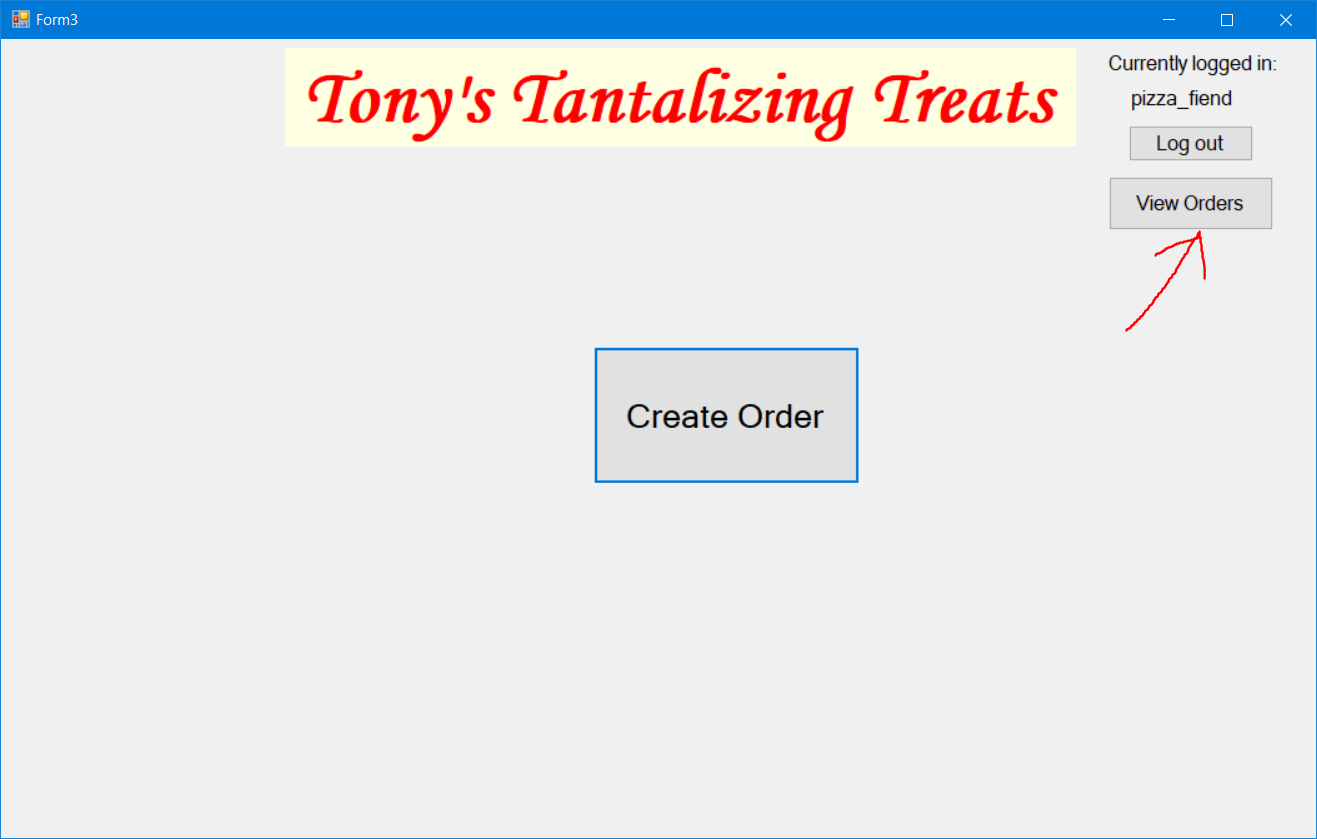 Form3
Tony's Tantalizing Treats
Currently logged in:
pizza_fiend
Log out
View Orders
Create Order